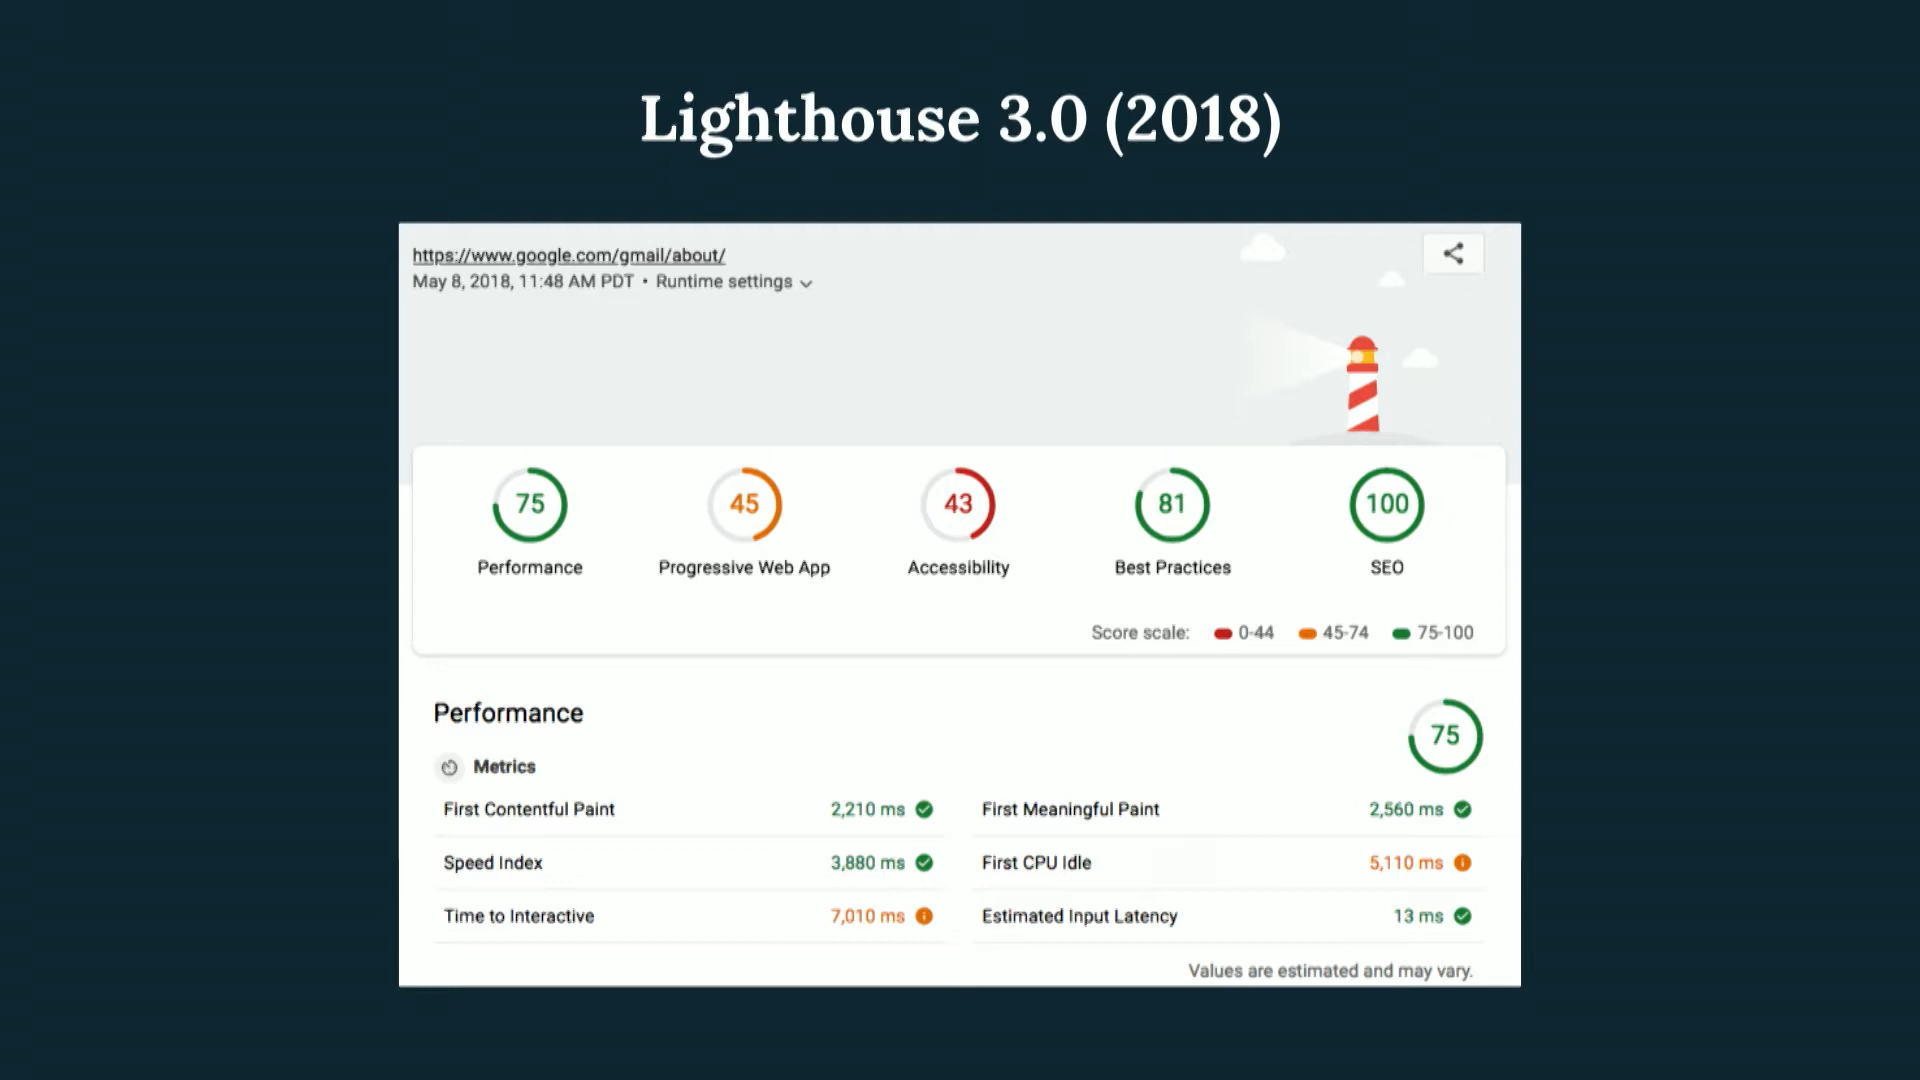 Lighthouse 3.0 (2018)
https://www.google.com/gmail/about/
May 8, 2018, 11:48 AM PDT • Runtime settings
75
45
43
81
100
Performance
Progressive Web App
Accessibility
Best Practices
SEO
Score scale: 0-44 45-74 75-100
Performance
75
Metrics
First Contentful Paint 2,210 ms
First Meaningful Paint 2,560 ms
Speed Index 3,880 ms
First CPU Idle 5,110 ms
Time to Interactive 7,010 ms
Estimated Input Latency 13 ms
Values are estimated and may vary.